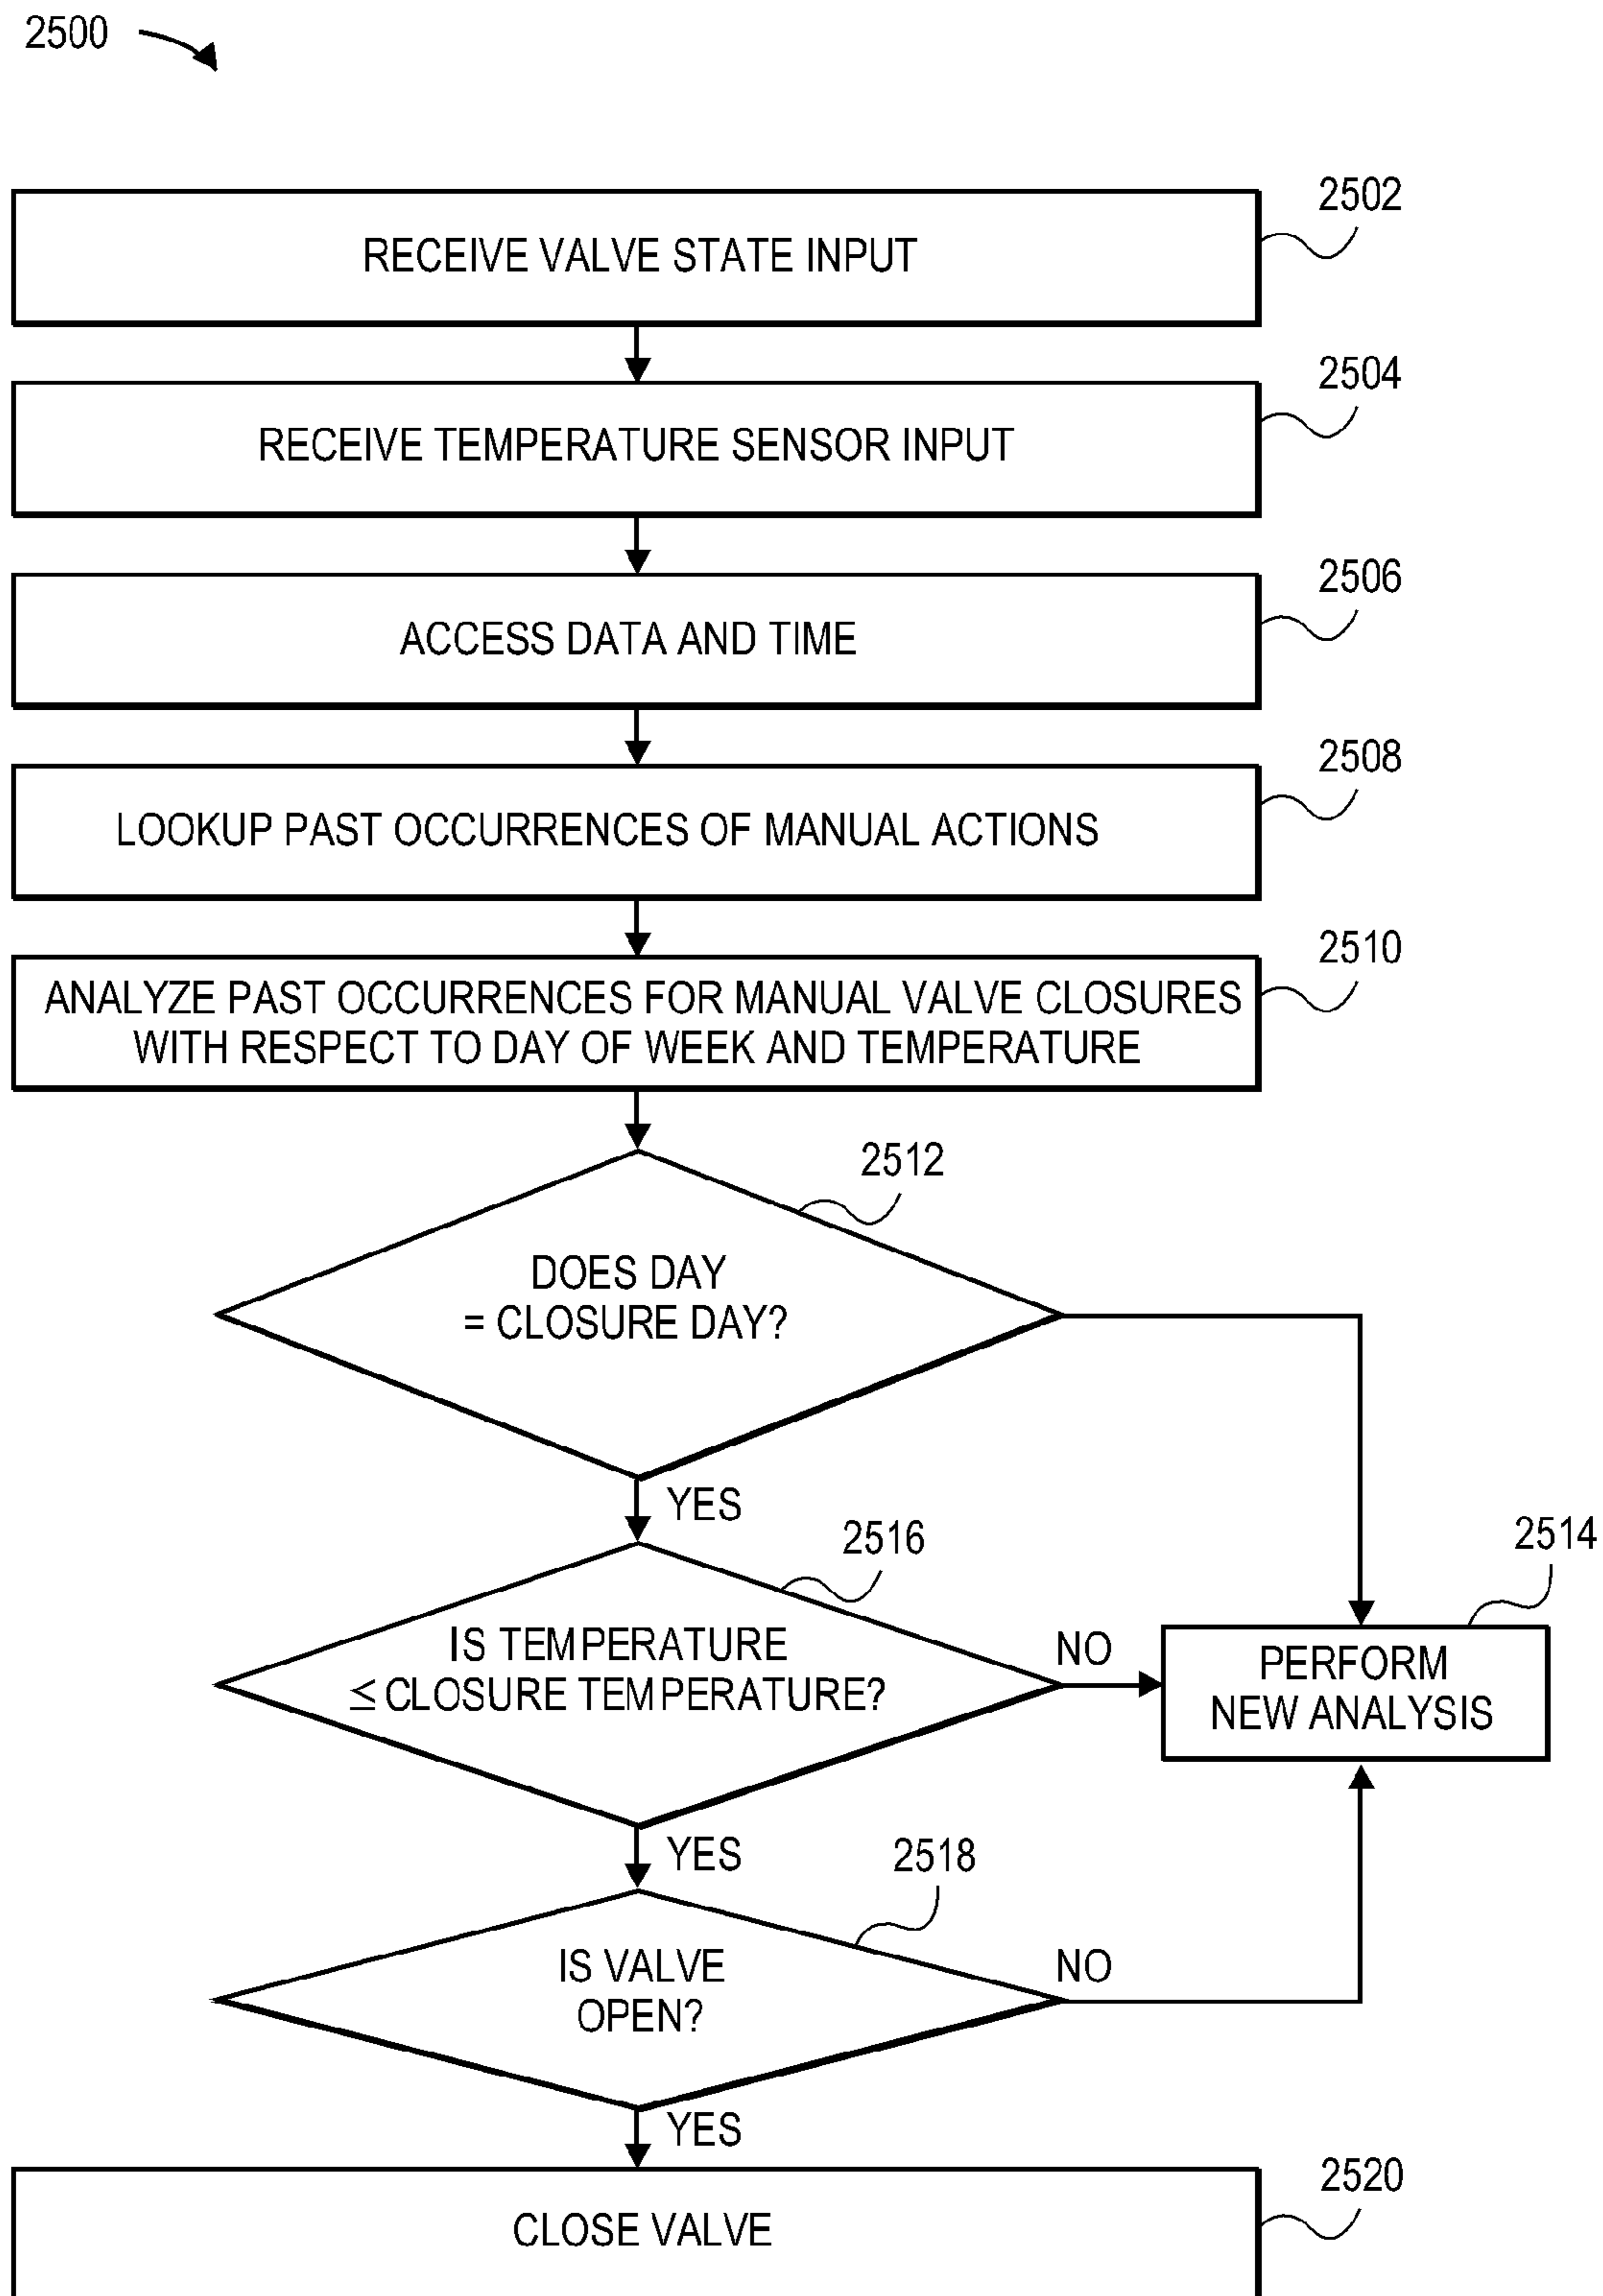 2500
2502
RECEIVE VALVE STATE INPUT
2504
RECEIVE TEMPERATURE SENSOR INPUT
2506
ACCESS DATA AND TIME
2508
LOOKUP PAST OCCURRENCES OF MANUAL ACTIONS
2510
ANALYZE PAST OCCURRENCES FOR MANUAL VALVE CLOSURES
WITH RESPECT TO DAY OF WEEK AND TEMPERATURE
2512
DOES DAY
= CLOSURE DAY?
YES
2516
2514
IS TEMPERATURE
≤ CLOSURE TEMPERATURE?
NO
PERFORM
NEW ANALYSIS
YES
2518
IS VALVE
OPEN?
NO
YES
2520
CLOSE VALVE